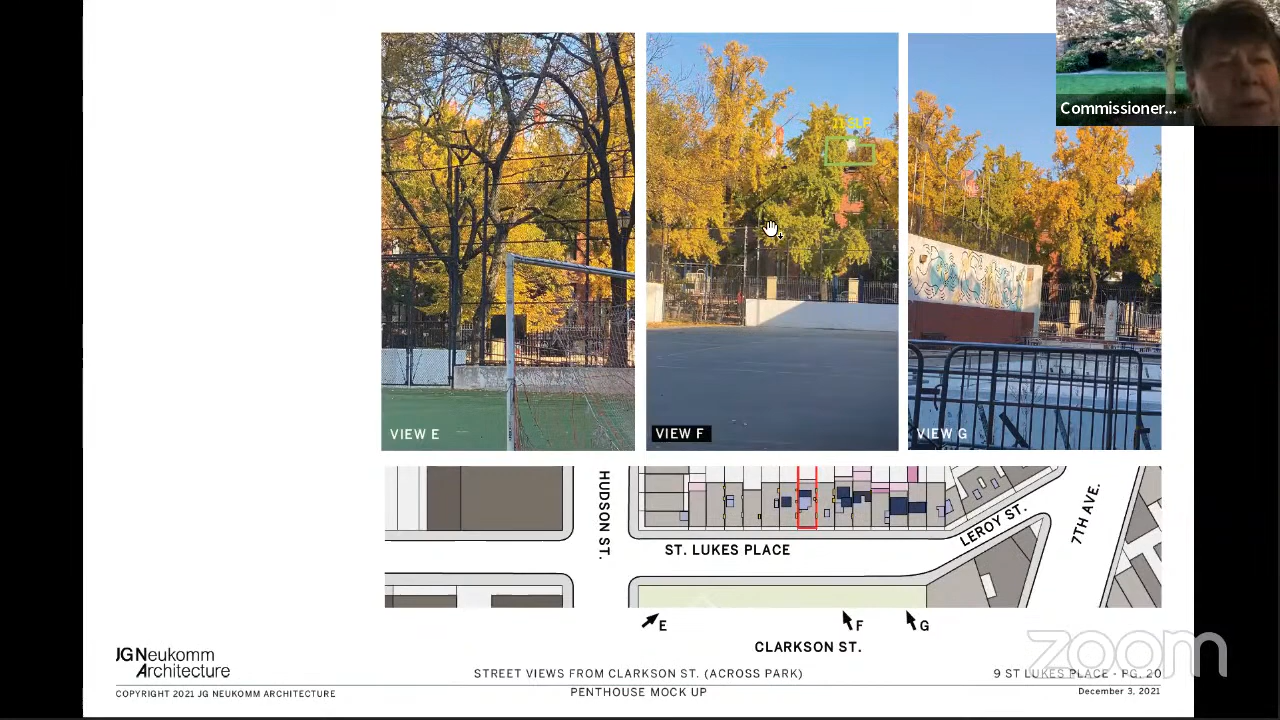 Commissioner...
VIEW E
VIEW F
VIEW G
HUDSON ST.
ST. LUKES PLACE
LEROY ST.
7TH AVE.
E
F
G
CLARKSON ST.
zoom
JGNeukomm
Architecture
COPYRIGHT 2021 JG NEUKOMM ARCHITECTURE
STREET VIEWS FROM CLARKSON ST. (ACROSS PARK)
PENTHOUSE MOCK UP
9 ST LUKES PLACE - PG. 20
December 3, 2021